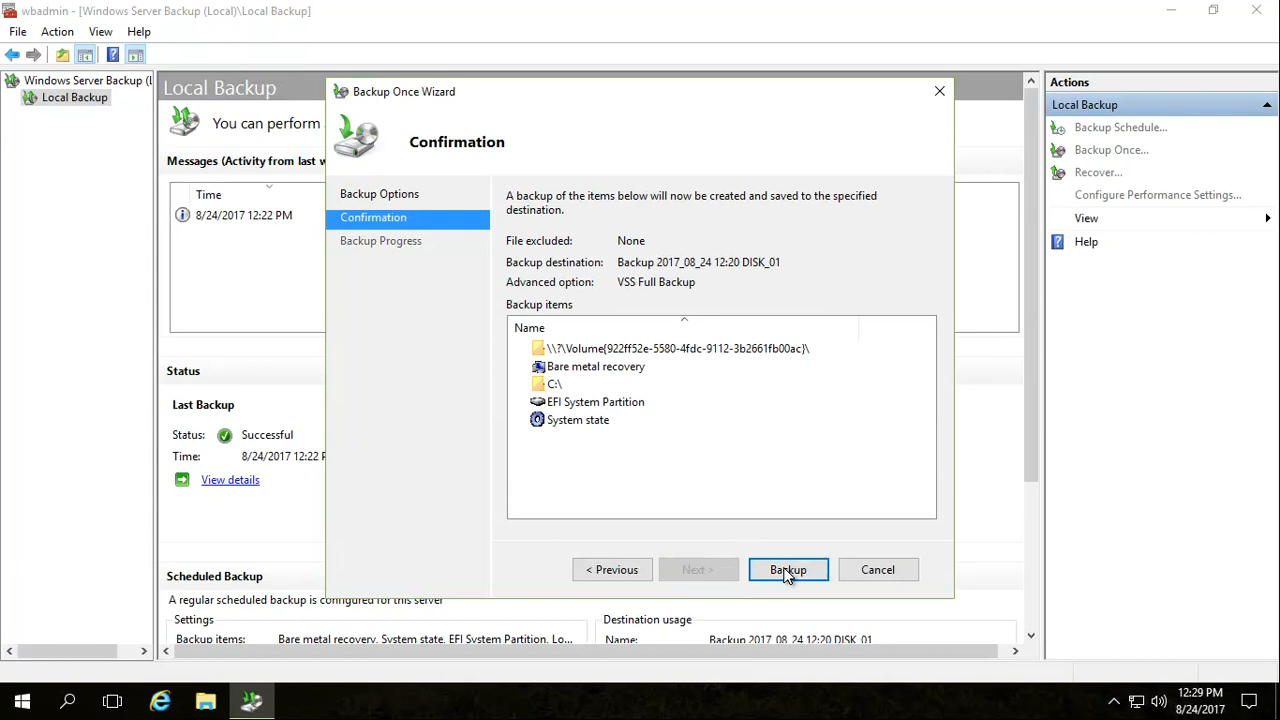 wbadmin - [Windows Server Backup (Local)\Local Backup]
File Action View Help
Windows Server Backup (L
Local Backup
Local Backup
You can perform
Messages (Activity from last w
Time
8/24/2017 12:22 PM
Status
Last Backup
Status: Successful
Time: 8/24/2017 12:22 P
View details
Scheduled Backup
A regular scheduled backup is configured for this server
Settings
Backup items: Bare metal recovery, System state, EFI System Partition, Lo...
Destination usage
Name: Backup 2017_08_24 12:20 DISK_01
Backup Once Wizard
Confirmation
Backup Options
Confirmation
Backup Progress
A backup of the items below will now be created and saved to the specified
destination.
File excluded: None
Backup destination: Backup 2017_08_24 12:20 DISK_01
Advanced option: VSS Full Backup
Backup items
Name
\\?\Volume{922ff52e-5580-4fdc-9112-3b2661fb00ac}\
Bare metal recovery
C:\
EFI System Partition
System state
< Previous Next > Backup Cancel
Actions
Local Backup
Backup Schedule...
Backup Once...
Recover...
Configure Performance Settings...
View
Help
12:29 PM
8/24/2017